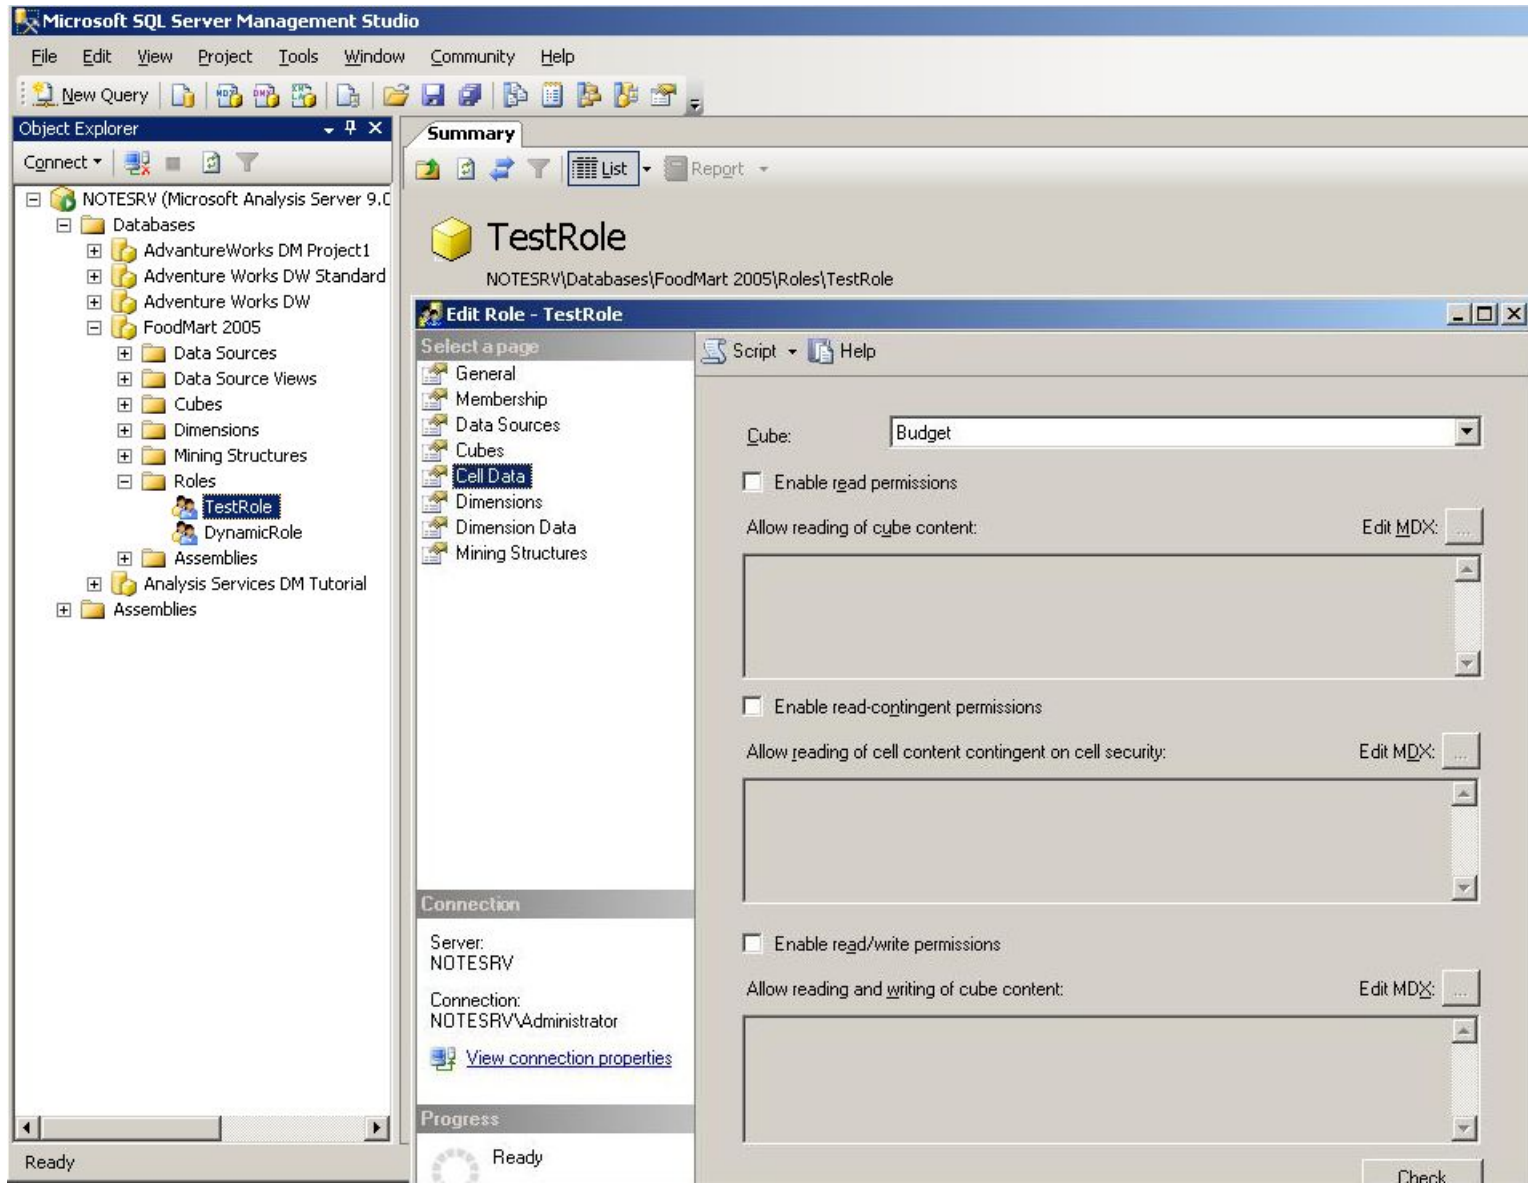 Microsoft SQL Server Management Studio
File Edit View Project Tools Window Community Help
New Query
Object Explorer
Connect
NOTESRV (Microsoft Analysis Server 9.0
Databases
AdvantureWorks DM Project1
Adventure Works DW Standard
Adventure Works DW
FoodMart 2005
Data Sources
Data Source Views
Cubes
Dimensions
Mining Structures
Roles
TestRole
DynamicRole
Assemblies
Analysis Services DM Tutorial
Assemblies
Ready
Summary
List Report
TestRole
NOTESRV\Databases\FoodMart 2005\Roles\TestRole
Edit Role - TestRole
Select a page
General
Membership
Data Sources
Cubes
Cell Data
Dimensions
Dimension Data
Mining Structures
Connection
Server:
NOTESRV
Connection:
NOTESRV\Administrator
View connection properties
Progress
Ready
Script Help
Cube: Budget
Enable read permissions
Allow reading of cube content: Edit MDX: ...
Enable read-contingent permissions
Allow reading of cell content contingent on cell security: Edit MDX: ...
Enable read/write permissions
Allow reading and writing of cube content: Edit MDX: ...
Check